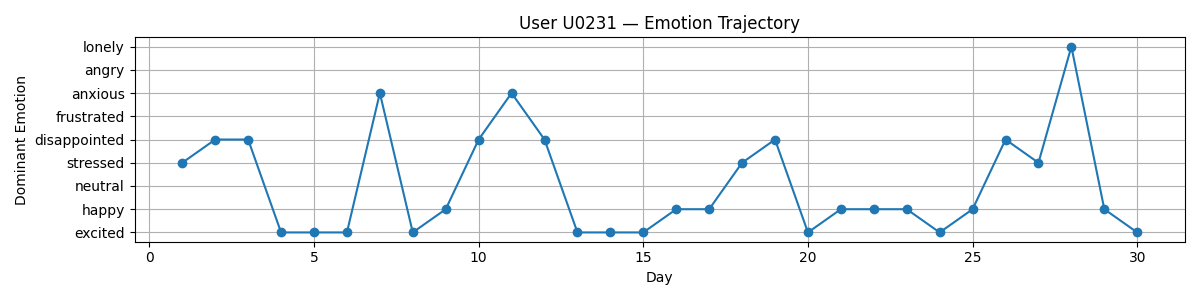 User U0231 — Emotion Trajectory
Dominant Emotion
lonely
angry
anxious
frustrated
disappointed
stressed
neutral
happy
excited
0 5 10 15 20 25 30
Day